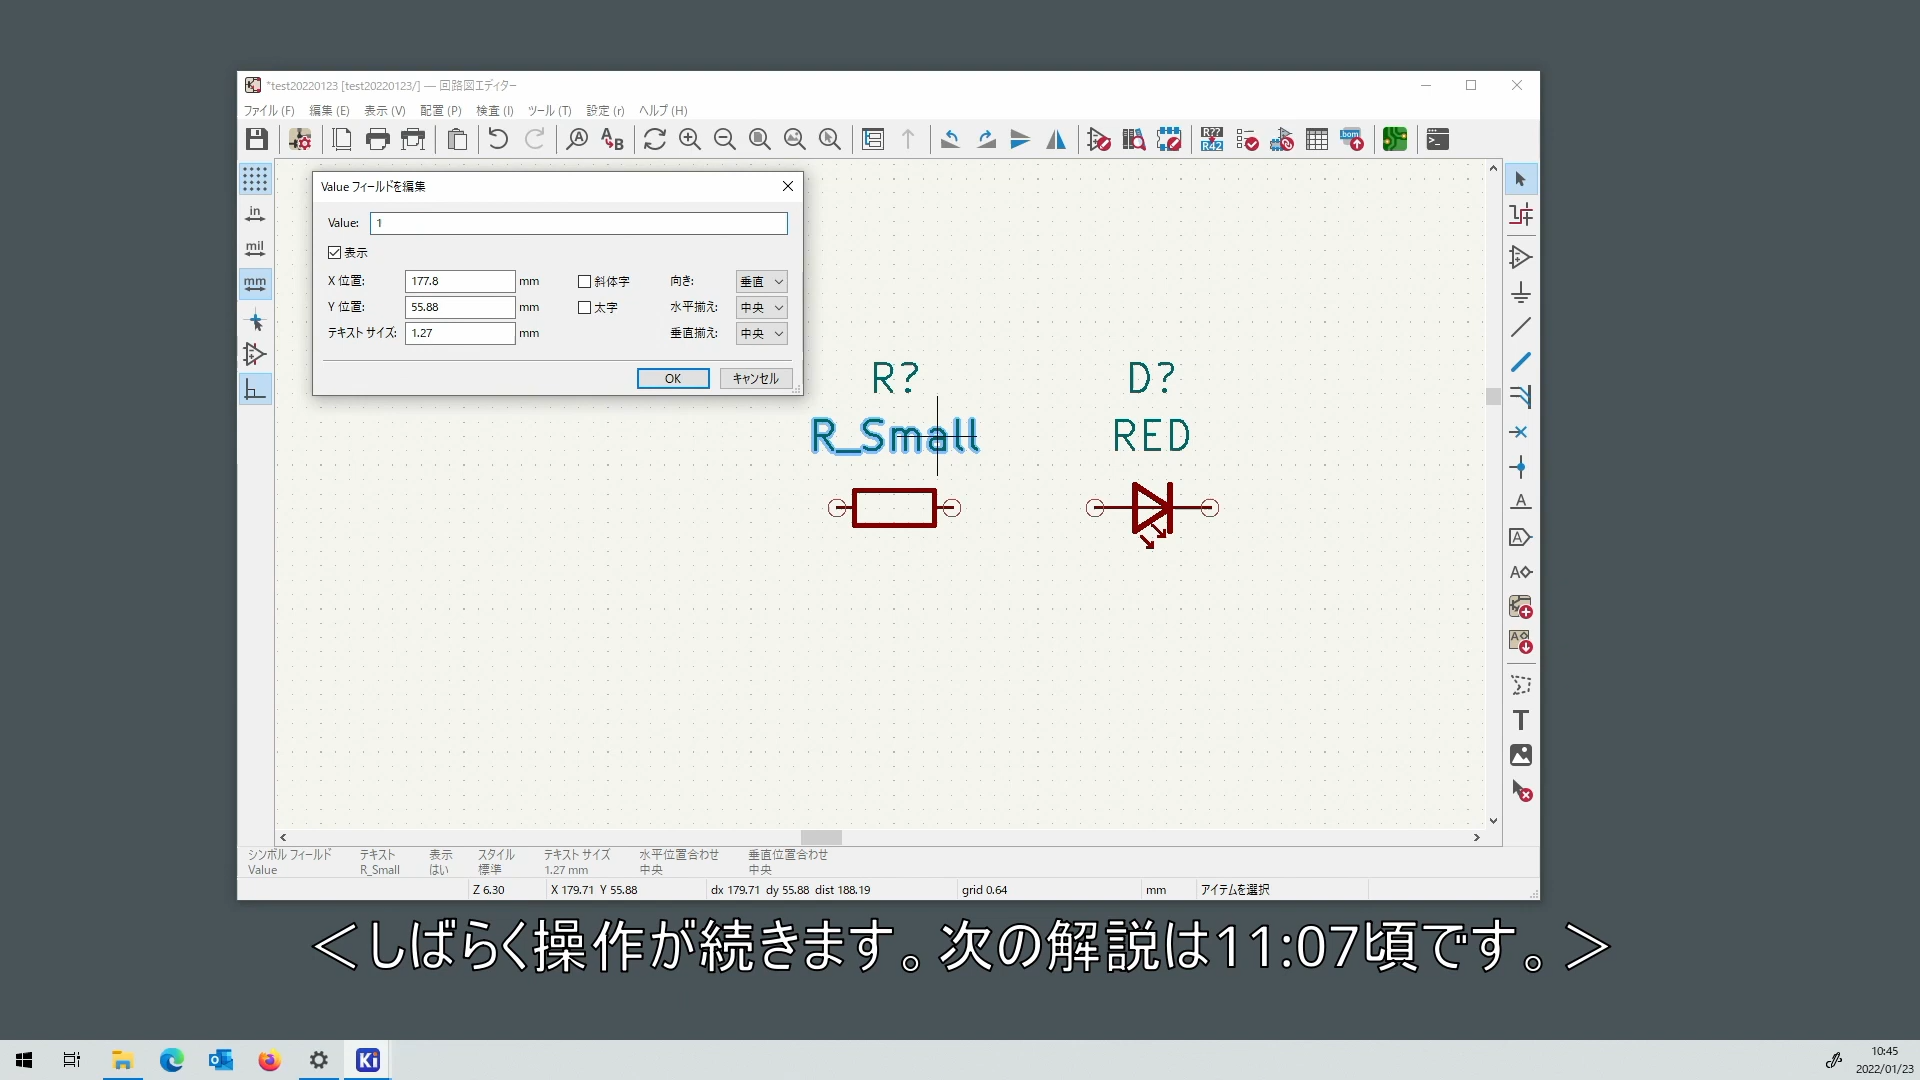 *test20220123 [test20220123/] — 回路図エディター
ファイル (F) 編集 (E) 表示 (V) 配置 (P) 検査 (I) ツール (T) 設定 (r) ヘルプ (H)
R??
R42
bom
in
mil
mm
Value フィールドを編集
Value: 1
表示
X 位置: 177.8 mm 斜体字 向き: 垂直
Y 位置: 55.88 mm 太字 水平揃え: 中央
テキスト サイズ: 1.27 mm 垂直揃え: 中央
OK キャンセル
R? D?
R_Small RED
シンボル フィールド テキスト 表示 スタイル テキスト サイズ 水平位置合わせ 垂直位置合わせ
Value R_Small はい 標準 1.27 mm 中央 中央
Z 6.30 X 179.71 Y 55.88 dx 179.71 dy 55.88 dist 188.19 grid 0.64 mm アイテムを選択
＜しばらく操作が続きます。次の解説は11:07頃です。＞
Ki
10:45
2022/01/23